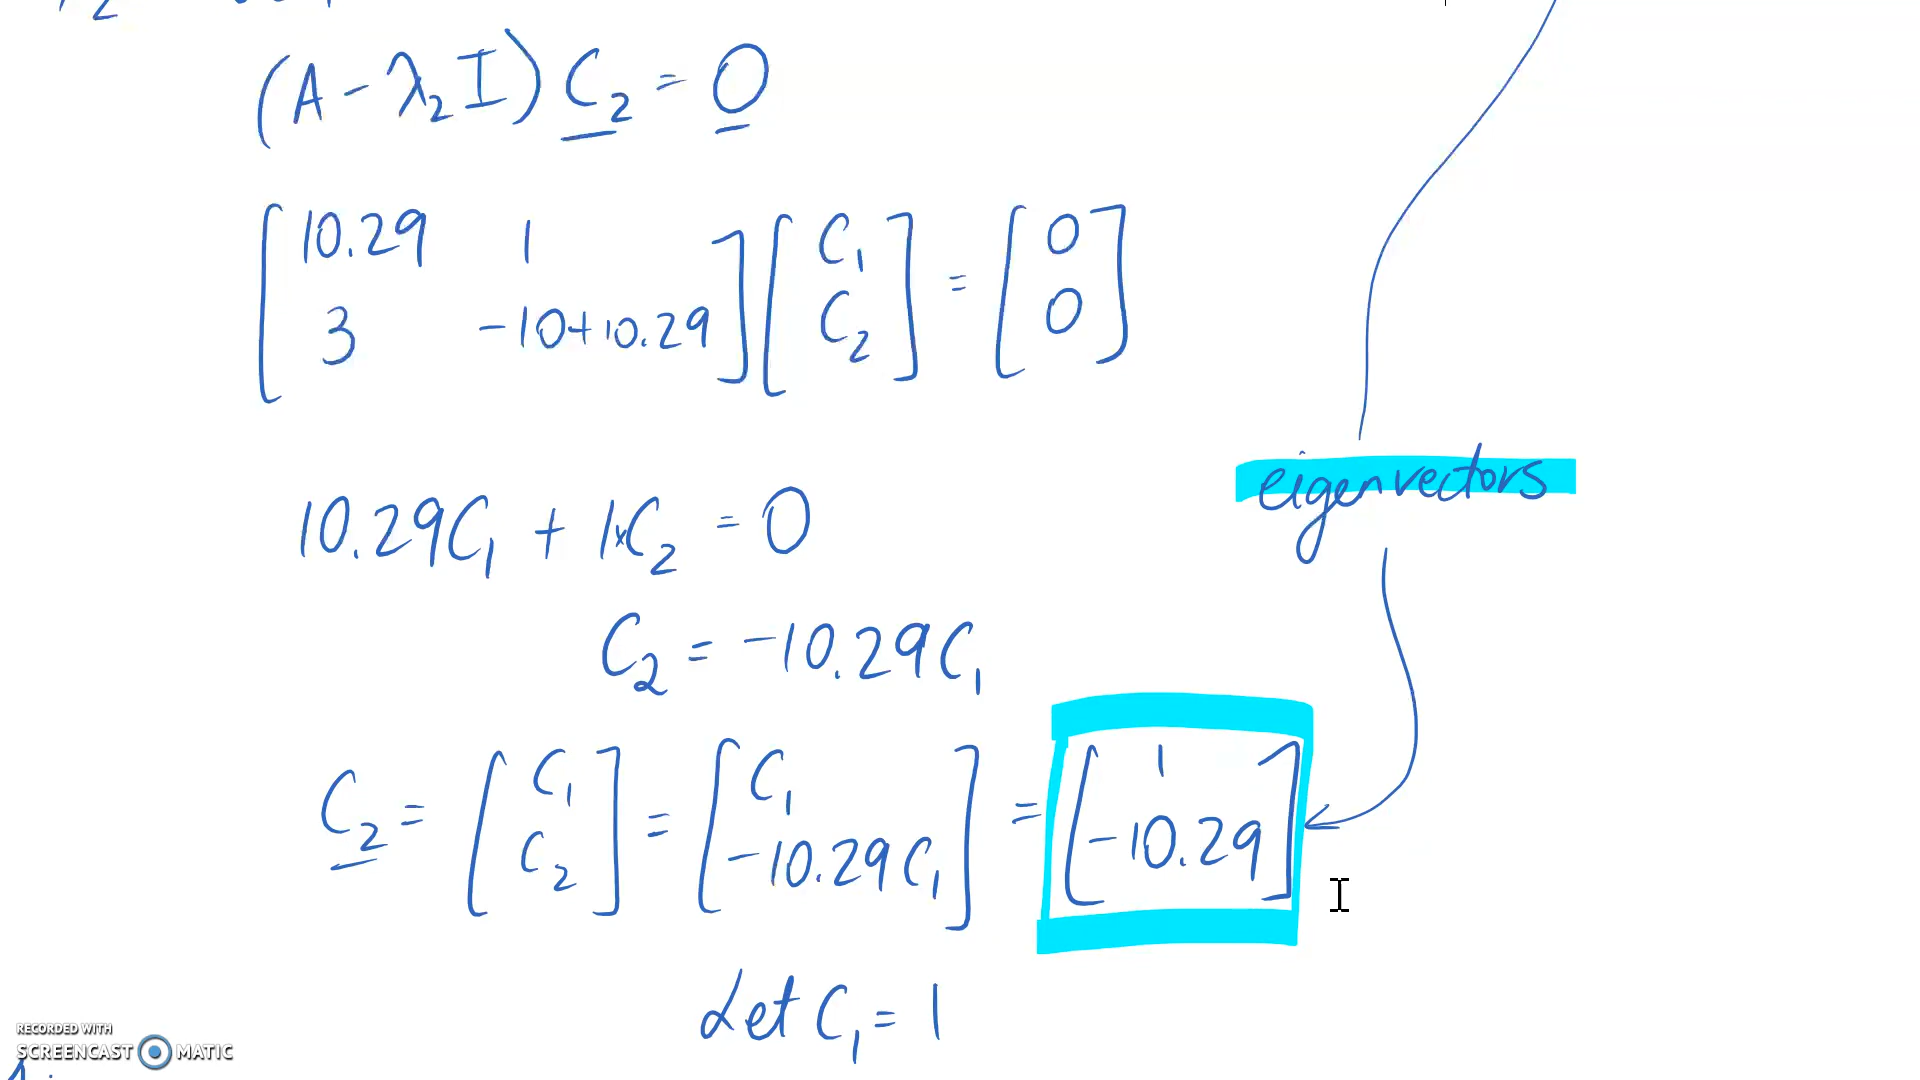 (A - λ₂I) C₂ = 0
[10.29 1
3 -10+10.29] [C₁
C₂] = [0
0]
eigenvectors
10.29C₁ + 1×C₂ = 0
C₂ = -10.29C₁
C₂ = [C₁
C₂] = [C₁
-10.29C₁] = [1
-10.29]
Let C₁ = 1
RECORDED WITH
SCREENCAST MATIC